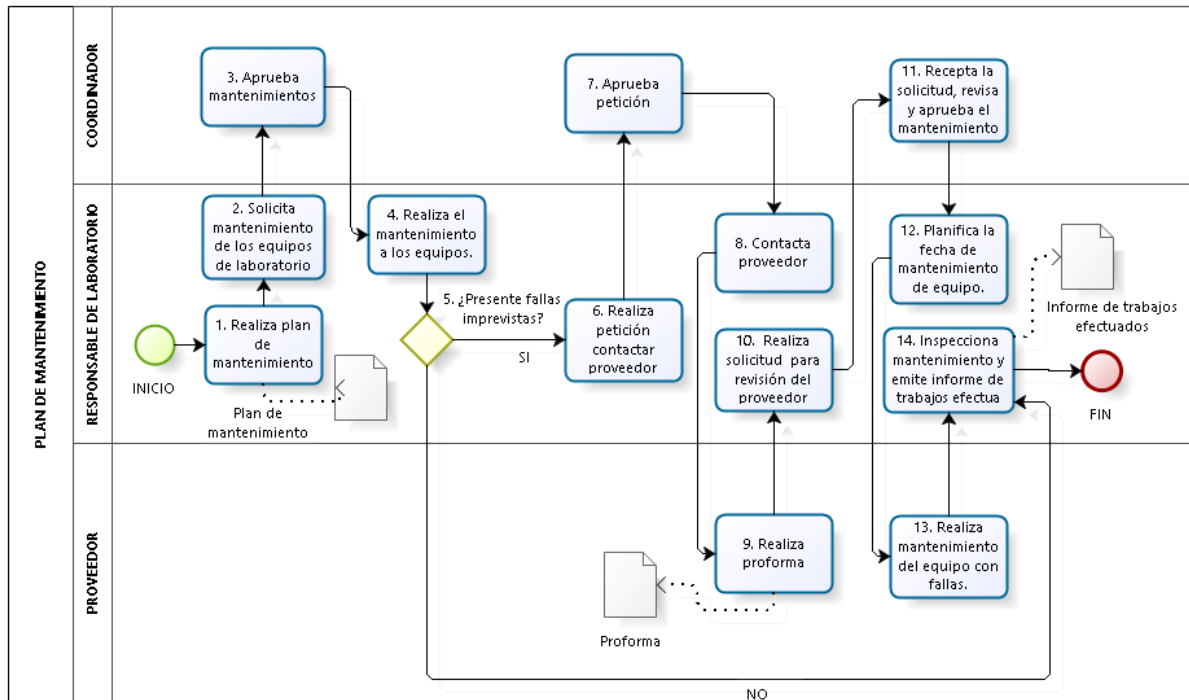 PLAN DE MANTENIMIENTO
COORDINADOR
3. Aprueba
mantenimientos
7. Aprueba
petición
11. Recepta la
solicitud, revisa
y aprueba el
mantenimiento
RESPONSABLE DE LABORATORIO
2. Solicita
mantenimiento
de los equipos
de laboratorio
4. Realiza el
mantenimiento
a los equipos.
8. Contacta
proveedor
12. Planifica la
fecha de
mantenimiento
de equipo.
Informe de trabajos
efectuados
INICIO
1. Realiza plan
de
mantenimiento
Plan de
mantenimiento
5. ¿Presente fallas
imprevistas?
SI
6. Realiza
petición
contactar
proveedor
10. Realiza
solicitud para
revisión del
proveedor
14. Inspecciona
mantenimiento y
emite informe de
trabajos efectua
FIN
PROVEEDOR
9. Realiza
proforma
Proforma
13. Realiza
mantenimiento
del equipo con
fallas.
NO